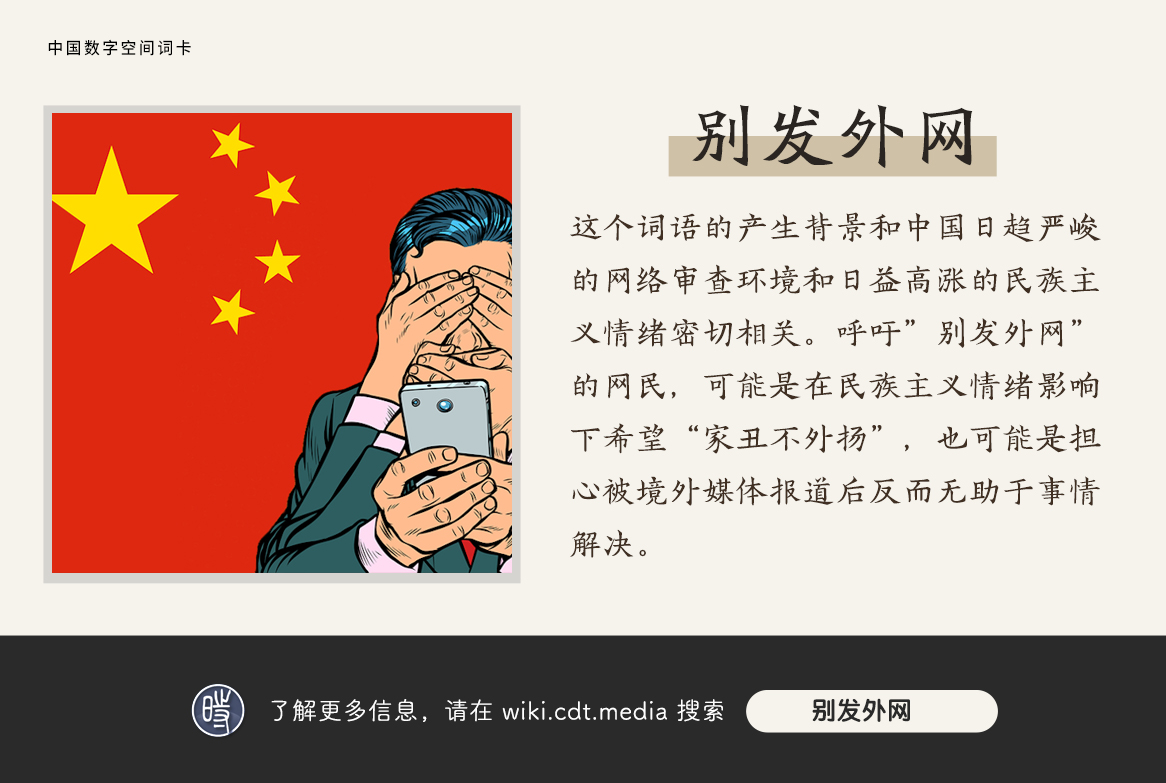 中国数字空间词卡
别发外网
这个词语的产生背景和中国日趋严峻
的网络审查环境和日益高涨的民族主
义情绪密切相关。呼吁”别发外网”
的网民，可能是在民族主义情绪影响
下希望“家丑不外扬”，也可能是担
心被境外媒体报道后反而无助于事情
解决。
了解更多信息，请在 wiki.cdt.media 搜索
别发外网